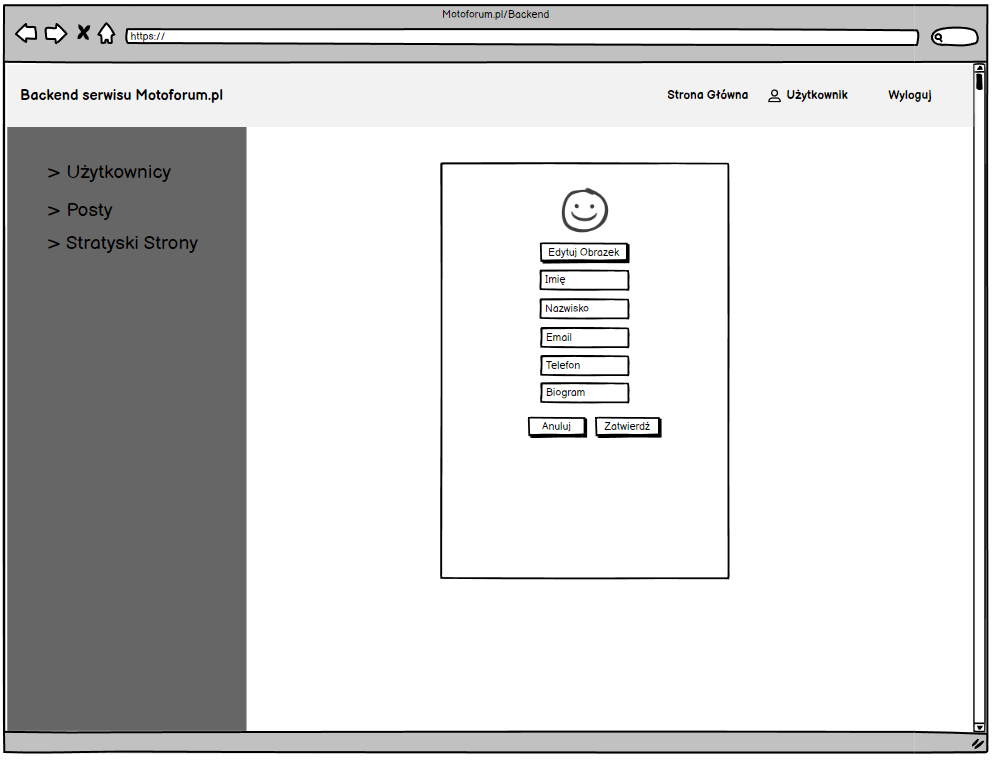 Motoforum.pl/Backend
https://
Backend serwisu Motoforum.pl
Strona Główna
Użytkownik
Wyloguj
> Użytkownicy
> Posty
> Stratyski Strony
Edytuj Obrazek
Imię
Nazwisko
Email
Telefon
Biogram
Anuluj
Zatwierdź